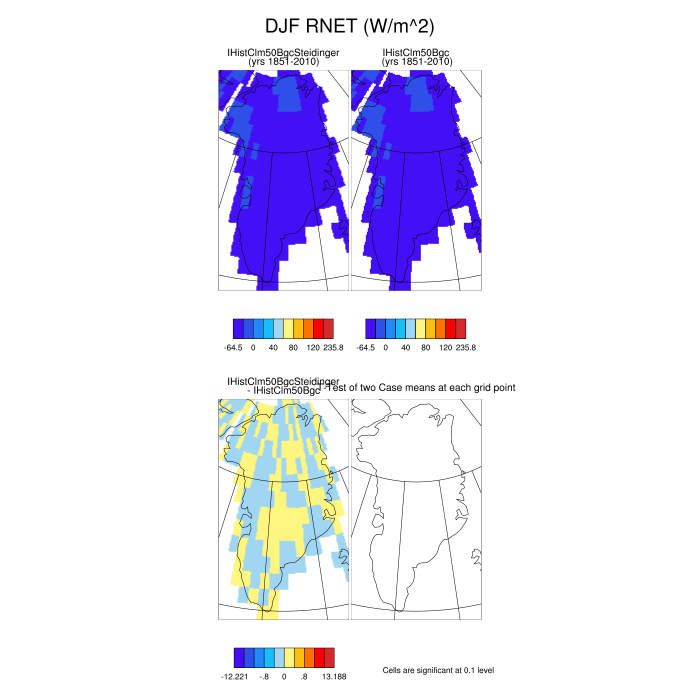 DJF RNET (W/m^2)
IHistClm50BgcSteidinger
(yrs 1851-2010)
IHistClm50Bgc
(yrs 1851-2010)
-64.5 0 40 80 120 235.8
-64.5 0 40 80 120 235.8
IHistClm50BgcSteidinger
- IHistClm50Bgc
T-Test of two Case means at each grid point
-12.221 -.8 0 .8 13.188
Cells are significant at 0.1 level